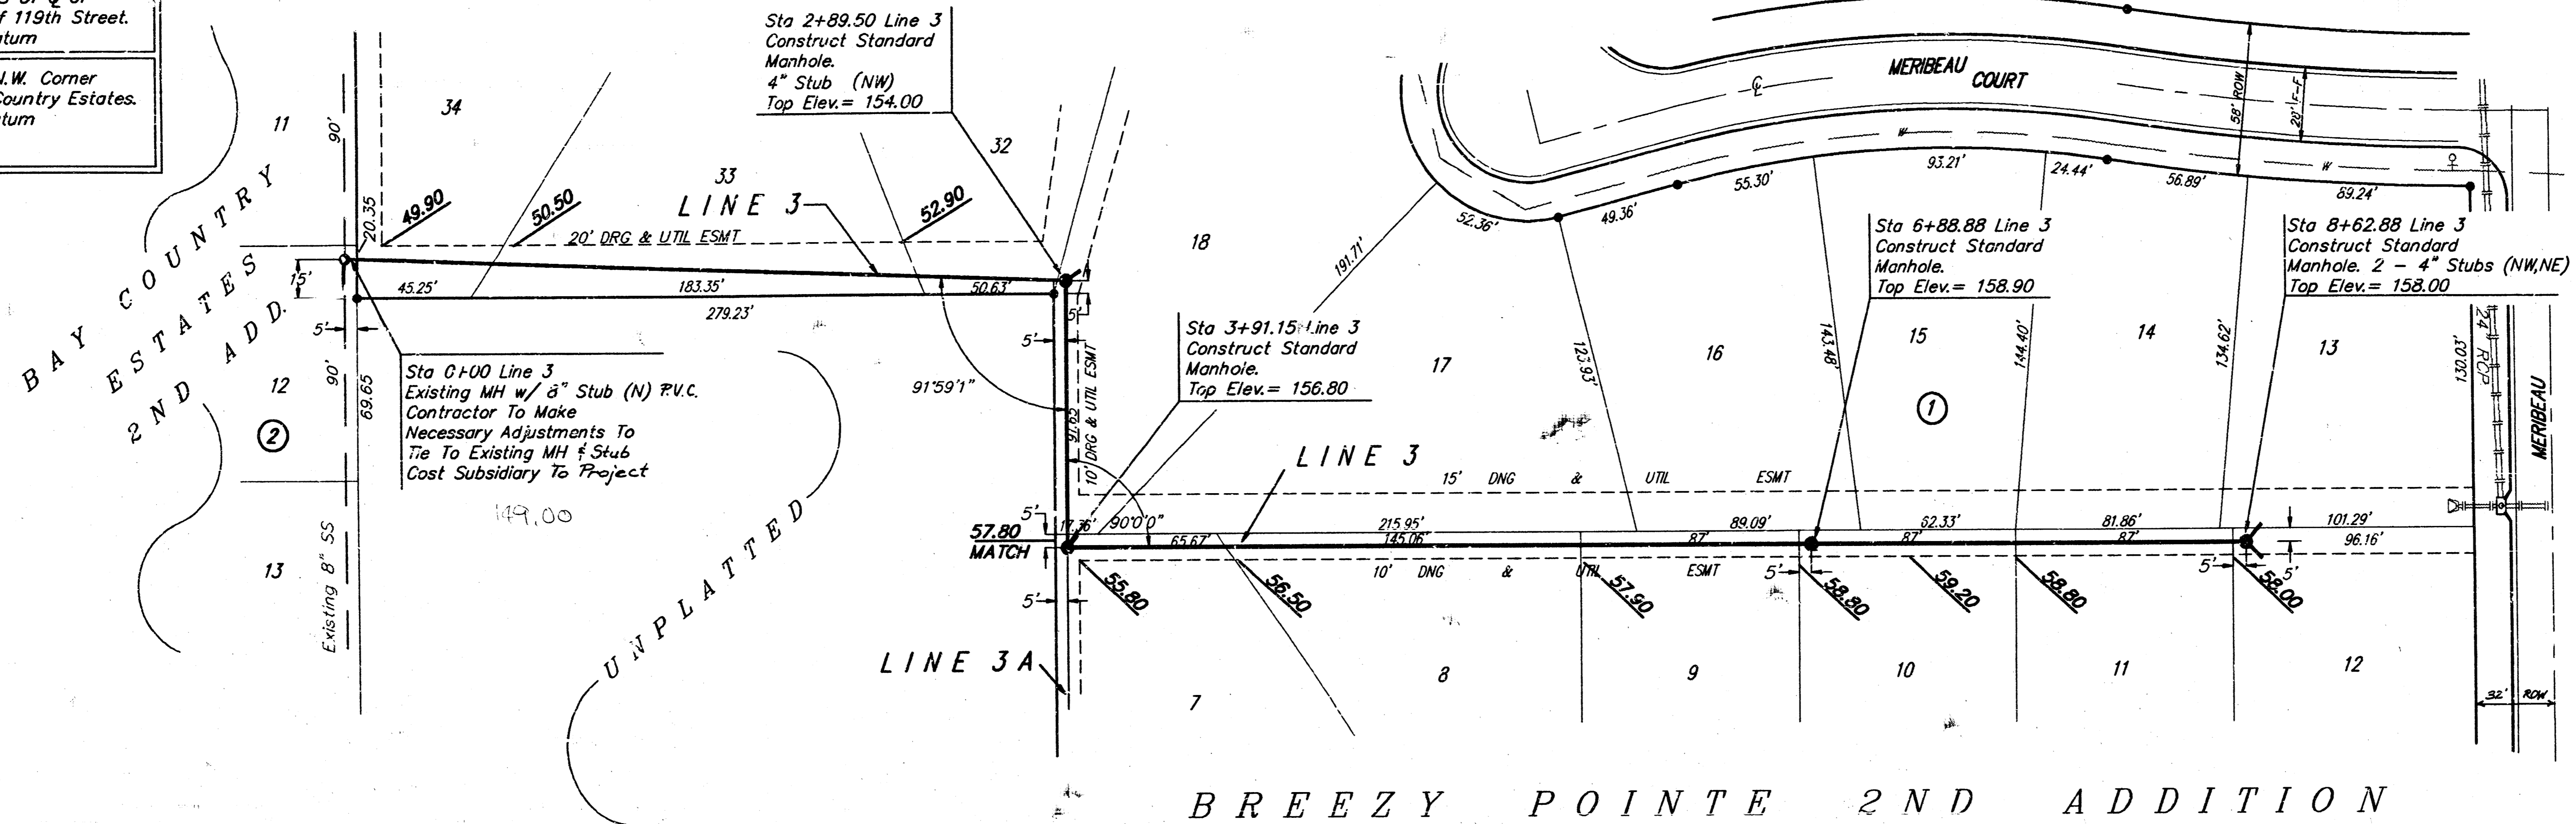 f 119th Street.
tum
N.W. Corner
Country Estates.
tum
BAY COUNTRY
ESTATES
2ND ADD.
11
12
2
13
90'
90'
20.35
69.65
15'
5'
Existing 8" SS
34
33
32
49.90
50.50
52.90
LINE 3
20' DRG & UTIL ESMT
45.25'
183.35'
50.63'
279.23'
Sta 2+89.50 Line 3
Construct Standard
Manhole.
4" Stub (NW)
Top Elev.= 154.00
Sta 0+00 Line 3
Existing MH w/ 8" Stub (N) P.V.C.
Contractor To Make
Necessary Adjustments To
Tie To Existing MH & Stub
Cost Subsidiary To Project
149.00
UNPLATTED
91°59'1"
5'
5'
91.65
10' DRG & UTIL ESMT
Sta 3+91.15 Line 3
Construct Standard
Manhole.
Top Elev.= 156.80
5'
17.36'
90°0'0"
57.80
MATCH
5'
LINE 3A
18
191.71'
52.36'
49.36'
55.30'
93.21'
24.44'
56.89'
89.24'
MERIBEAU
COURT
℄
W
W
58' ROW
20' F-F
17
123.93'
16
143.48'
15
144.40'
14
134.62'
13
130.03'
24 RCP
MERIBEAU
1
Sta 6+88.88 Line 3
Construct Standard
Manhole.
Top Elev.= 158.90
Sta 8+62.88 Line 3
Construct Standard
Manhole. 2 - 4" Stubs (NW,NE)
Top Elev.= 158.00
LINE 3
15' DNG & UTIL ESMT
215.95'
89.09'
62.33'
81.86'
101.29'
65.67'
145.06'
87'
87'
87'
96.16'
10' DNG & UTIL ESMT
5'
5'
5'
55.80
56.50
57.90
58.80
59.20
58.80
58.00
7
8
9
10
11
12
32' ROW
BREEZY POINTE 2ND ADDITION